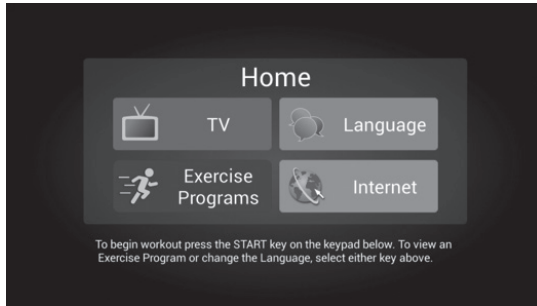 Home
TV
Language
Exercise
Programs
Internet
To begin workout press the START key on the keypad below. To view an
Exercise Program or change the Language, select either key above.